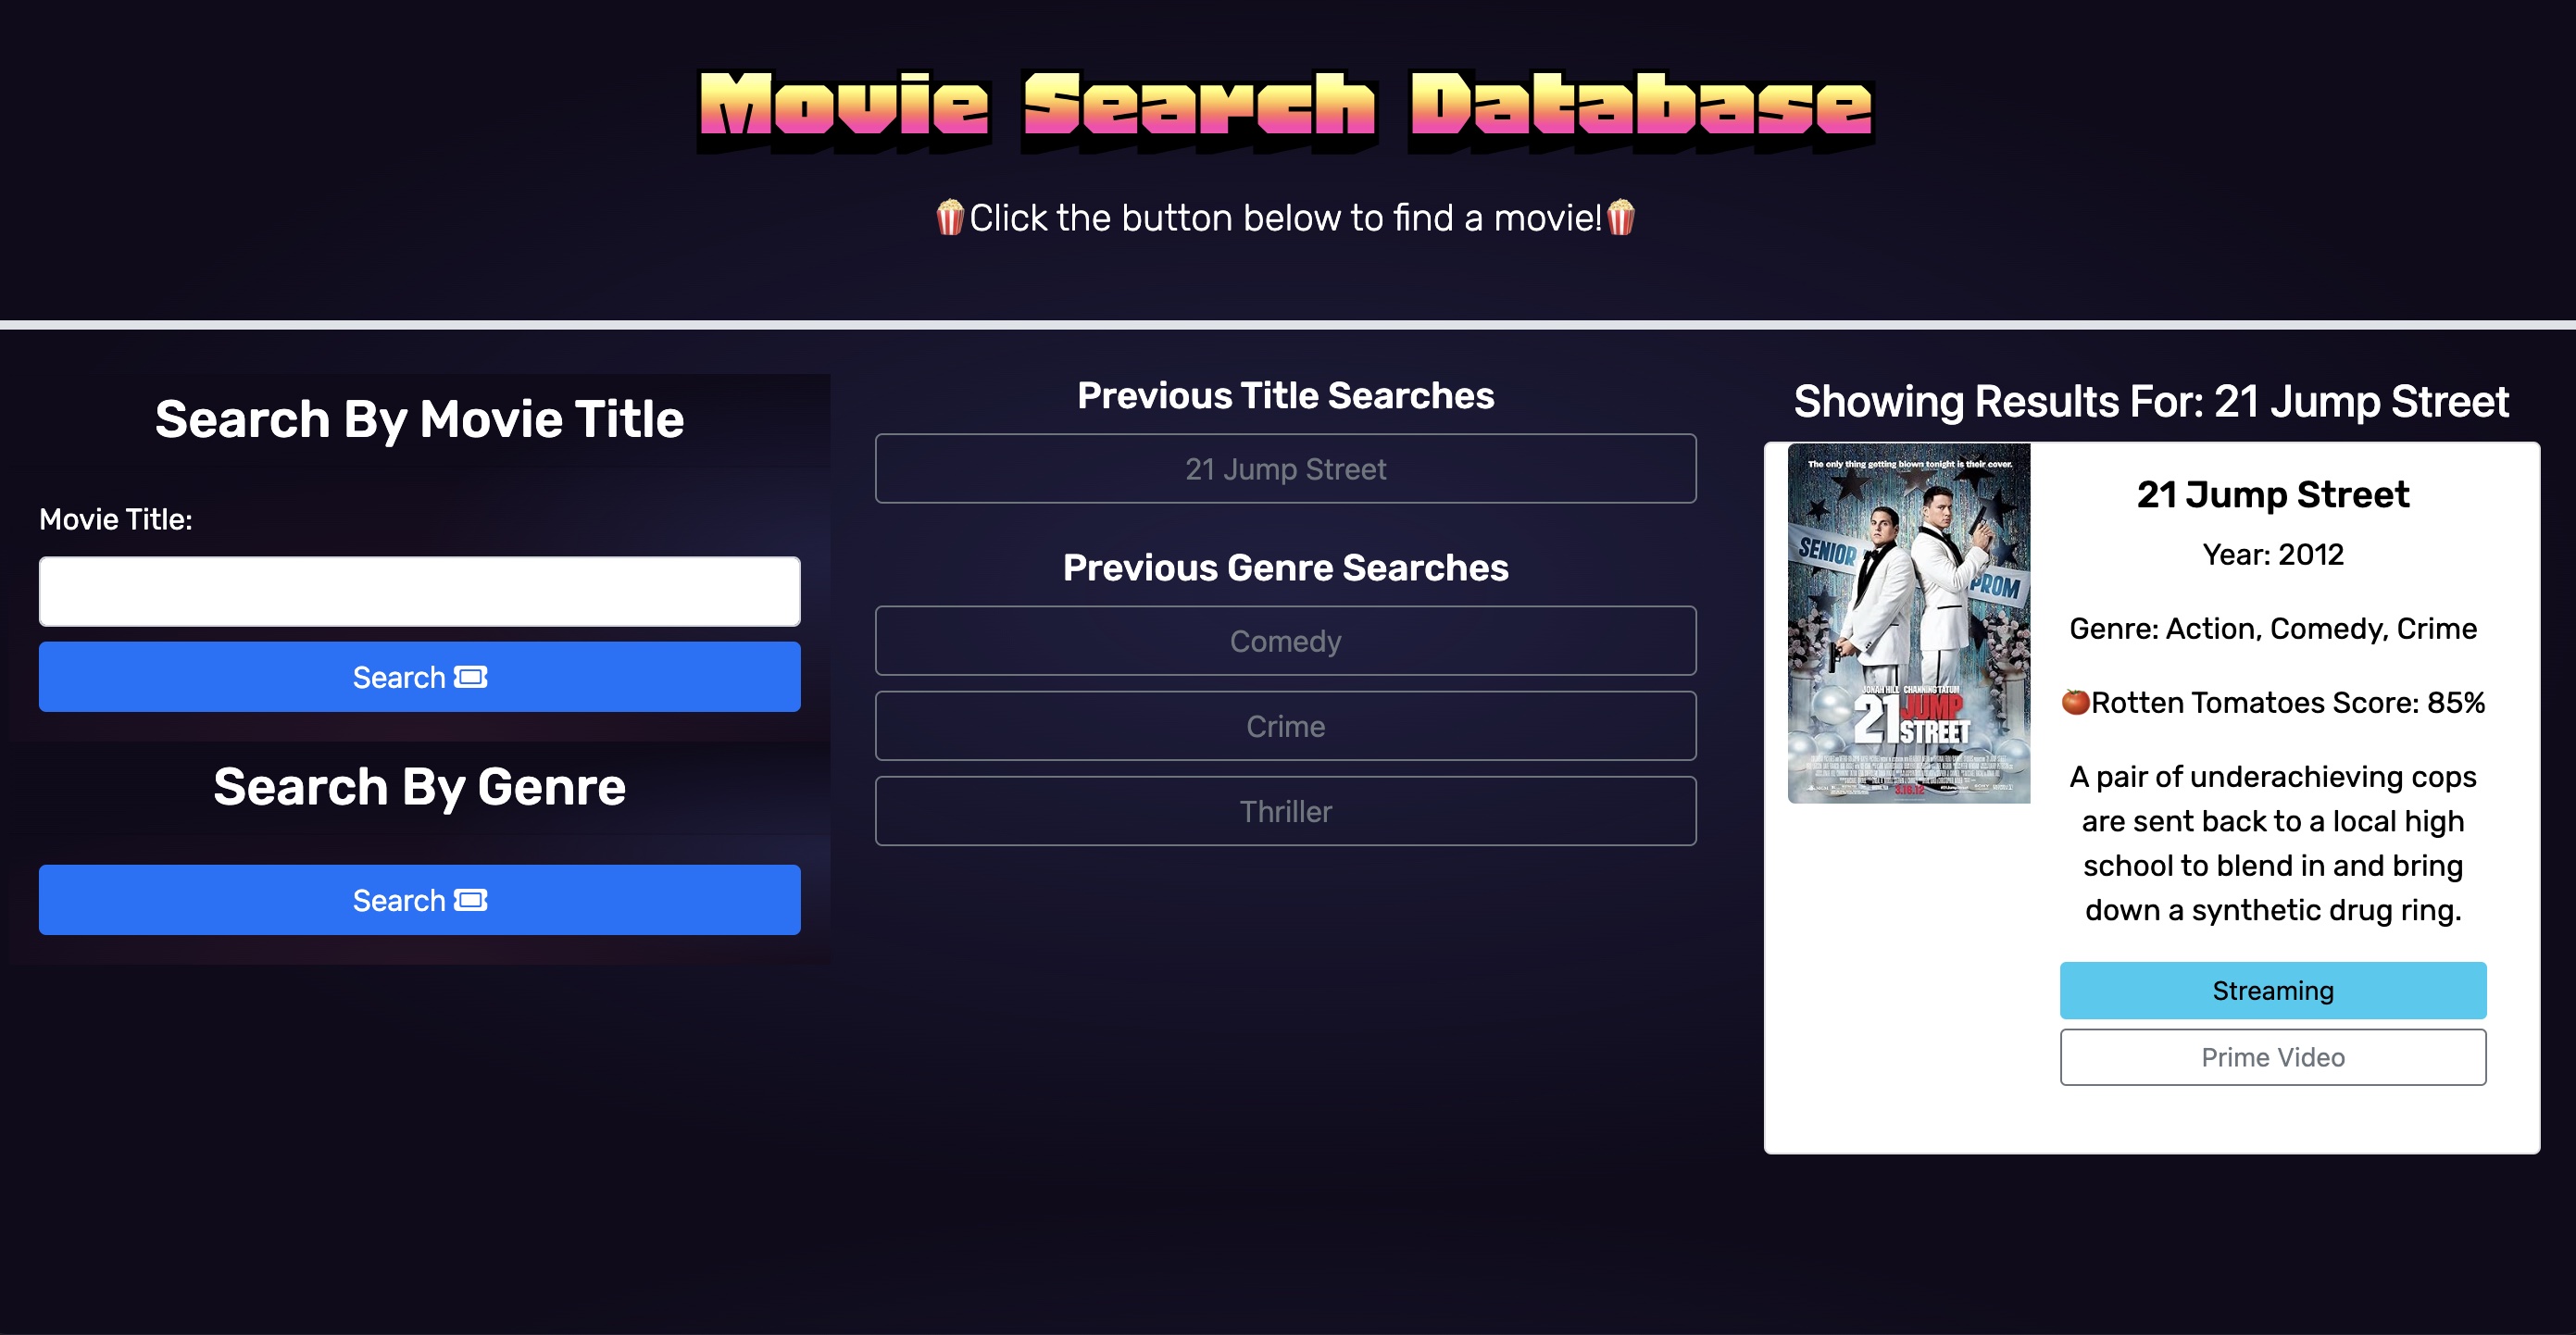 Movie Search Database
🍿Click the button below to find a movie!🍿
Search By Movie Title
Movie Title:
Search
Search By Genre
Search
Previous Title Searches
21 Jump Street
Previous Genre Searches
Comedy
Crime
Thriller
Showing Results For: 21 Jump Street
The only thing getting blown tonight is their cover.
SENIOR
PROM
JONAH HILL CHANNING TATUM
21 JUMP
STREET
3.16.12
21 Jump Street
Year: 2012
Genre: Action, Comedy, Crime
🍅Rotten Tomatoes Score: 85%
A pair of underachieving cops
are sent back to a local high
school to blend in and bring
down a synthetic drug ring.
Streaming
Prime Video